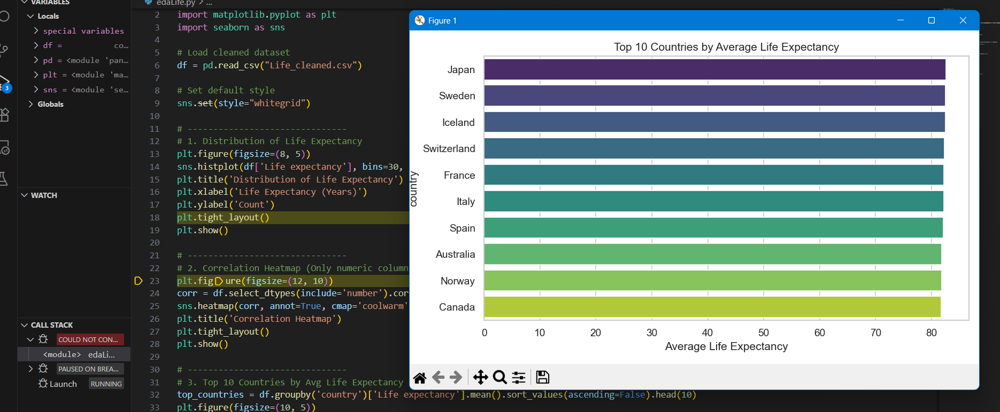 VARIABLES
Locals
special variables
df = co...
pd = <module 'pan...
plt = <module 'ma...
sns = <module 'se...
Globals
WATCH
CALL STACK
COULD NOT CON...
<module> edaLi...
PAUSED ON BREA...
Launch RUNNING
3
edaLife.py > ...
2 import matplotlib.pyplot as plt
3 import seaborn as sns
4
5 # Load cleaned dataset
6 df = pd.read_csv("Life_cleaned.csv")
7
8 # Set default style
9 sns.set(style="whitegrid")
10
11 # -------------------------------
12 # 1. Distribution of Life Expectancy
13 plt.figure(figsize=(8, 5))
14 sns.histplot(df['Life expectancy'], bins=30,
15 plt.title('Distribution of Life Expectancy')
16 plt.xlabel('Life Expectancy (Years)')
17 plt.ylabel('Count')
18 plt.tight_layout()
19 plt.show()
20
21 # -------------------------------
22 # 2. Correlation Heatmap (Only numeric column
23 plt.figure(figsize=(12, 10))
24 corr = df.select_dtypes(include='number').cor
25 sns.heatmap(corr, annot=True, cmap='coolwarm'
26 plt.title('Correlation Heatmap')
27 plt.tight_layout()
28 plt.show()
29
30 # -------------------------------
31 # 3. Top 10 Countries by Avg Life Expectancy
32 top_countries = df.groupby('country')['Life expectancy'].mean().sort_values(ascending=False).head(10)
33 plt.figure(figsize=(10, 5))
Figure 1
Top 10 Countries by Average Life Expectancy
country
Japan
Sweden
Iceland
Switzerland
France
Italy
Spain
Australia
Norway
Canada
0 10 20 30 40 50 60 70 80
Average Life Expectancy